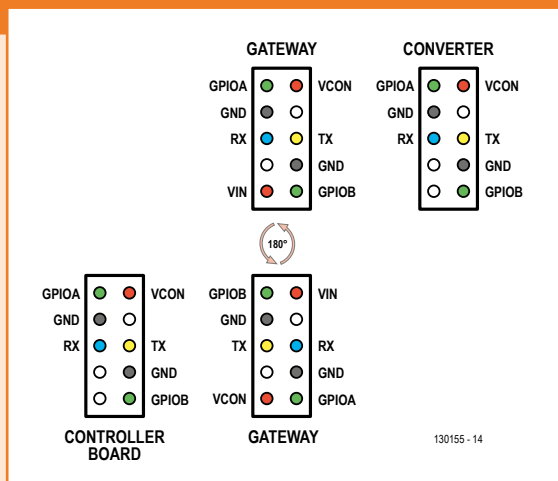 GATEWAY CONVERTER
GPIOA VCON GPIOA VCON
GND GND
RX TX RX TX
GND GND
VIN GPIOB GPIOB
180°
GPIOA VCON GPIOB VIN
GND GND
RX TX TX RX
GND GND
GPIOB VCON GPIOA
CONTROLLER
BOARD
GATEWAY
130155 - 14